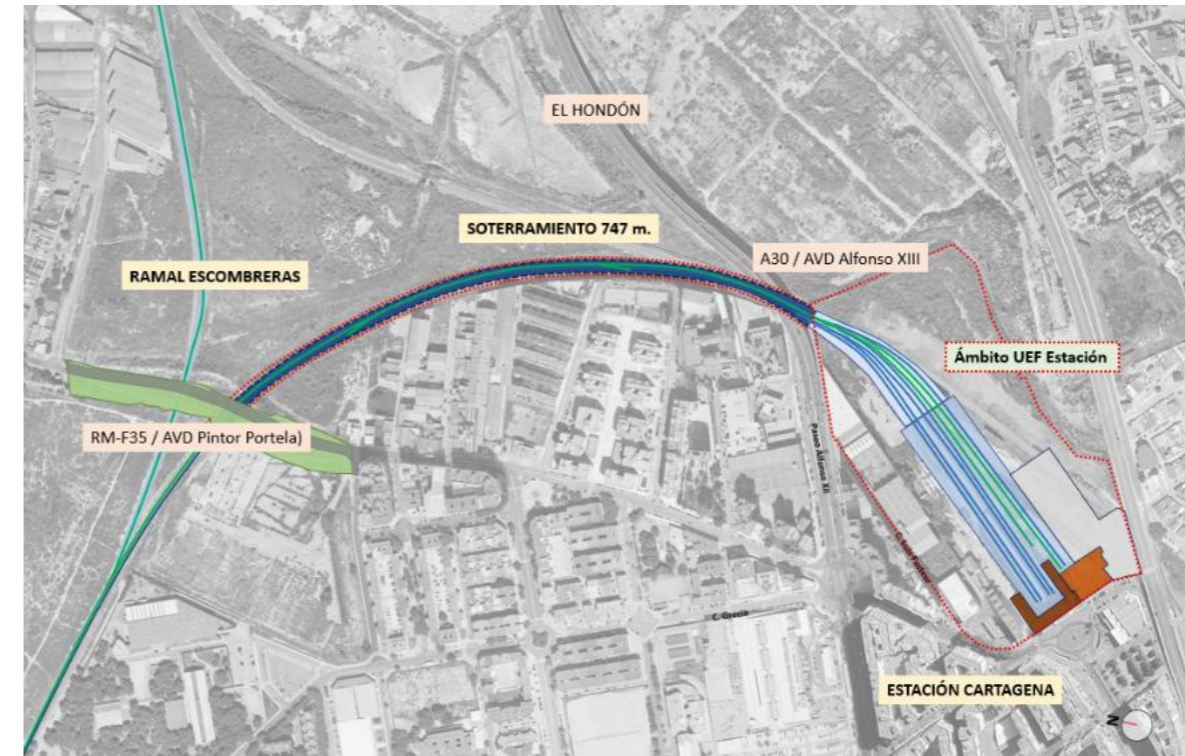 EL HONDÓN
SOTERRAMIENTO 747 m.
A30 / AVD Alfonso XIII
RAMAL ESCOMBRERAS
Ámbito UEF Estación
RM-F35 / AVD Pintor Portela)
Paseo Alfonso XII
C. Grecia
ESTACIÓN CARTAGENA
N